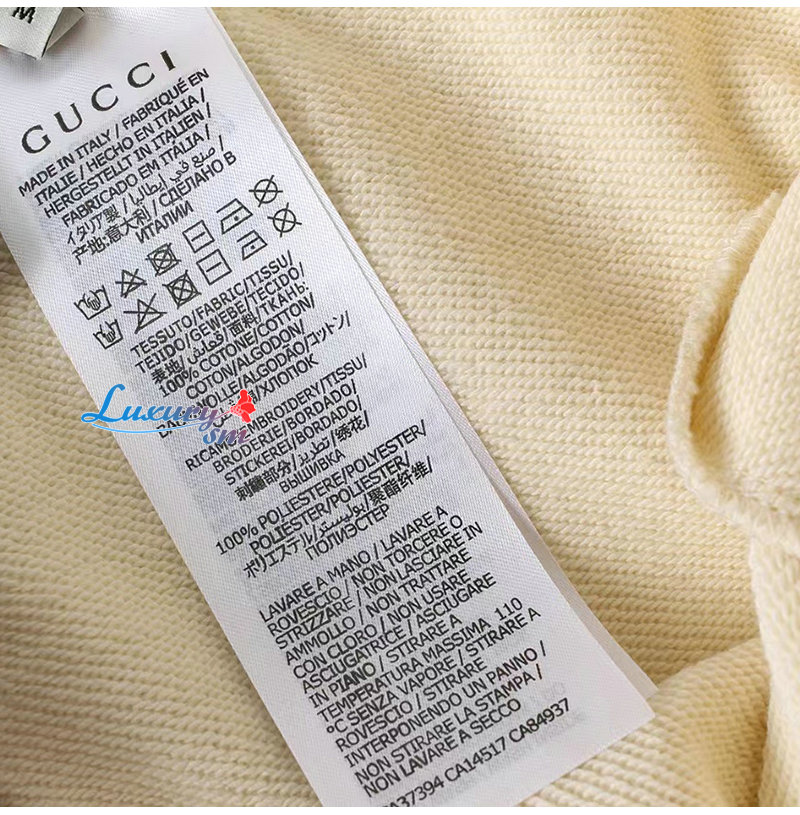 M
GUCCI
MADE IN ITALY / FABRIQUÉ EN
ITALIE / HECHO EN ITALIA /
HERGESTELLT IN ITALIEN /
FABRICADO EM ITALIA /
イタリア製 / صنع في إيطاليا /
产地:意大利 / СДЕЛАНО В
ИТАЛИИ
TESSUTO/FABRIC/TISSU/
TEJIDO/GEWEBE/TECIDO/
表地/قماش/面料/ТКАНЬ:
100% COTONE/COTTON/
COTON/ALGODON/
BAUMWOLLE/ALGODAO/コットン/
ХЛОПОК
Luxury
sm
RICAMO/EMBROIDERY/TISSU/
BRODERIE/BORDADO/
STICKEREI/BORDADO/
刺繍部分/تطريز/绣花/
ВЫШИВКА
100% POLIESTERE/POLYESTER/
POLIESTER/POLIESTER/
ポリエステル/بوليستر/聚酯纤维/
ПОЛИЭСТЕР
LAVARE A MANO / LAVARE A
ROVESCIO / NON TORCERE O
STRIZZARE / NON LASCIARE IN
AMMOLLO / NON TRATTARE
CON CLORO / NON USARE
ASCIUGATRICE / ASCIUGARE
IN PIANO / STIRARE A
TEMPERATURA MASSIMA 110
°C SENZA VAPORE / STIRARE A
ROVESCIO / STIRARE
INTERPONENDO UN PANNO /
NON STIRARE LA STAMPA /
NON LAVARE A SECCO
CA14517 CA84937